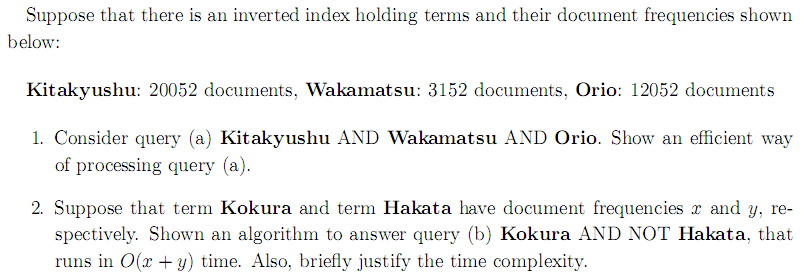 Suppose that there is an inverted index holding terms and their document frequencies shown
below:
Kitakyushu: 20052 documents, Wakamatsu: 3152 documents, Orio: 12052 documents
1. Consider query (a) Kitakyushu AND Wakamatsu AND Orio. Show an efficient way
of processing query (a).
2. Suppose that term Kokura and term Hakata have document frequencies x and y, re-
spectively. Shown an algorithm to answer query (b) Kokura AND NOT Hakata, that
runs in O(x + y) time. Also, briefly justify the time complexity.